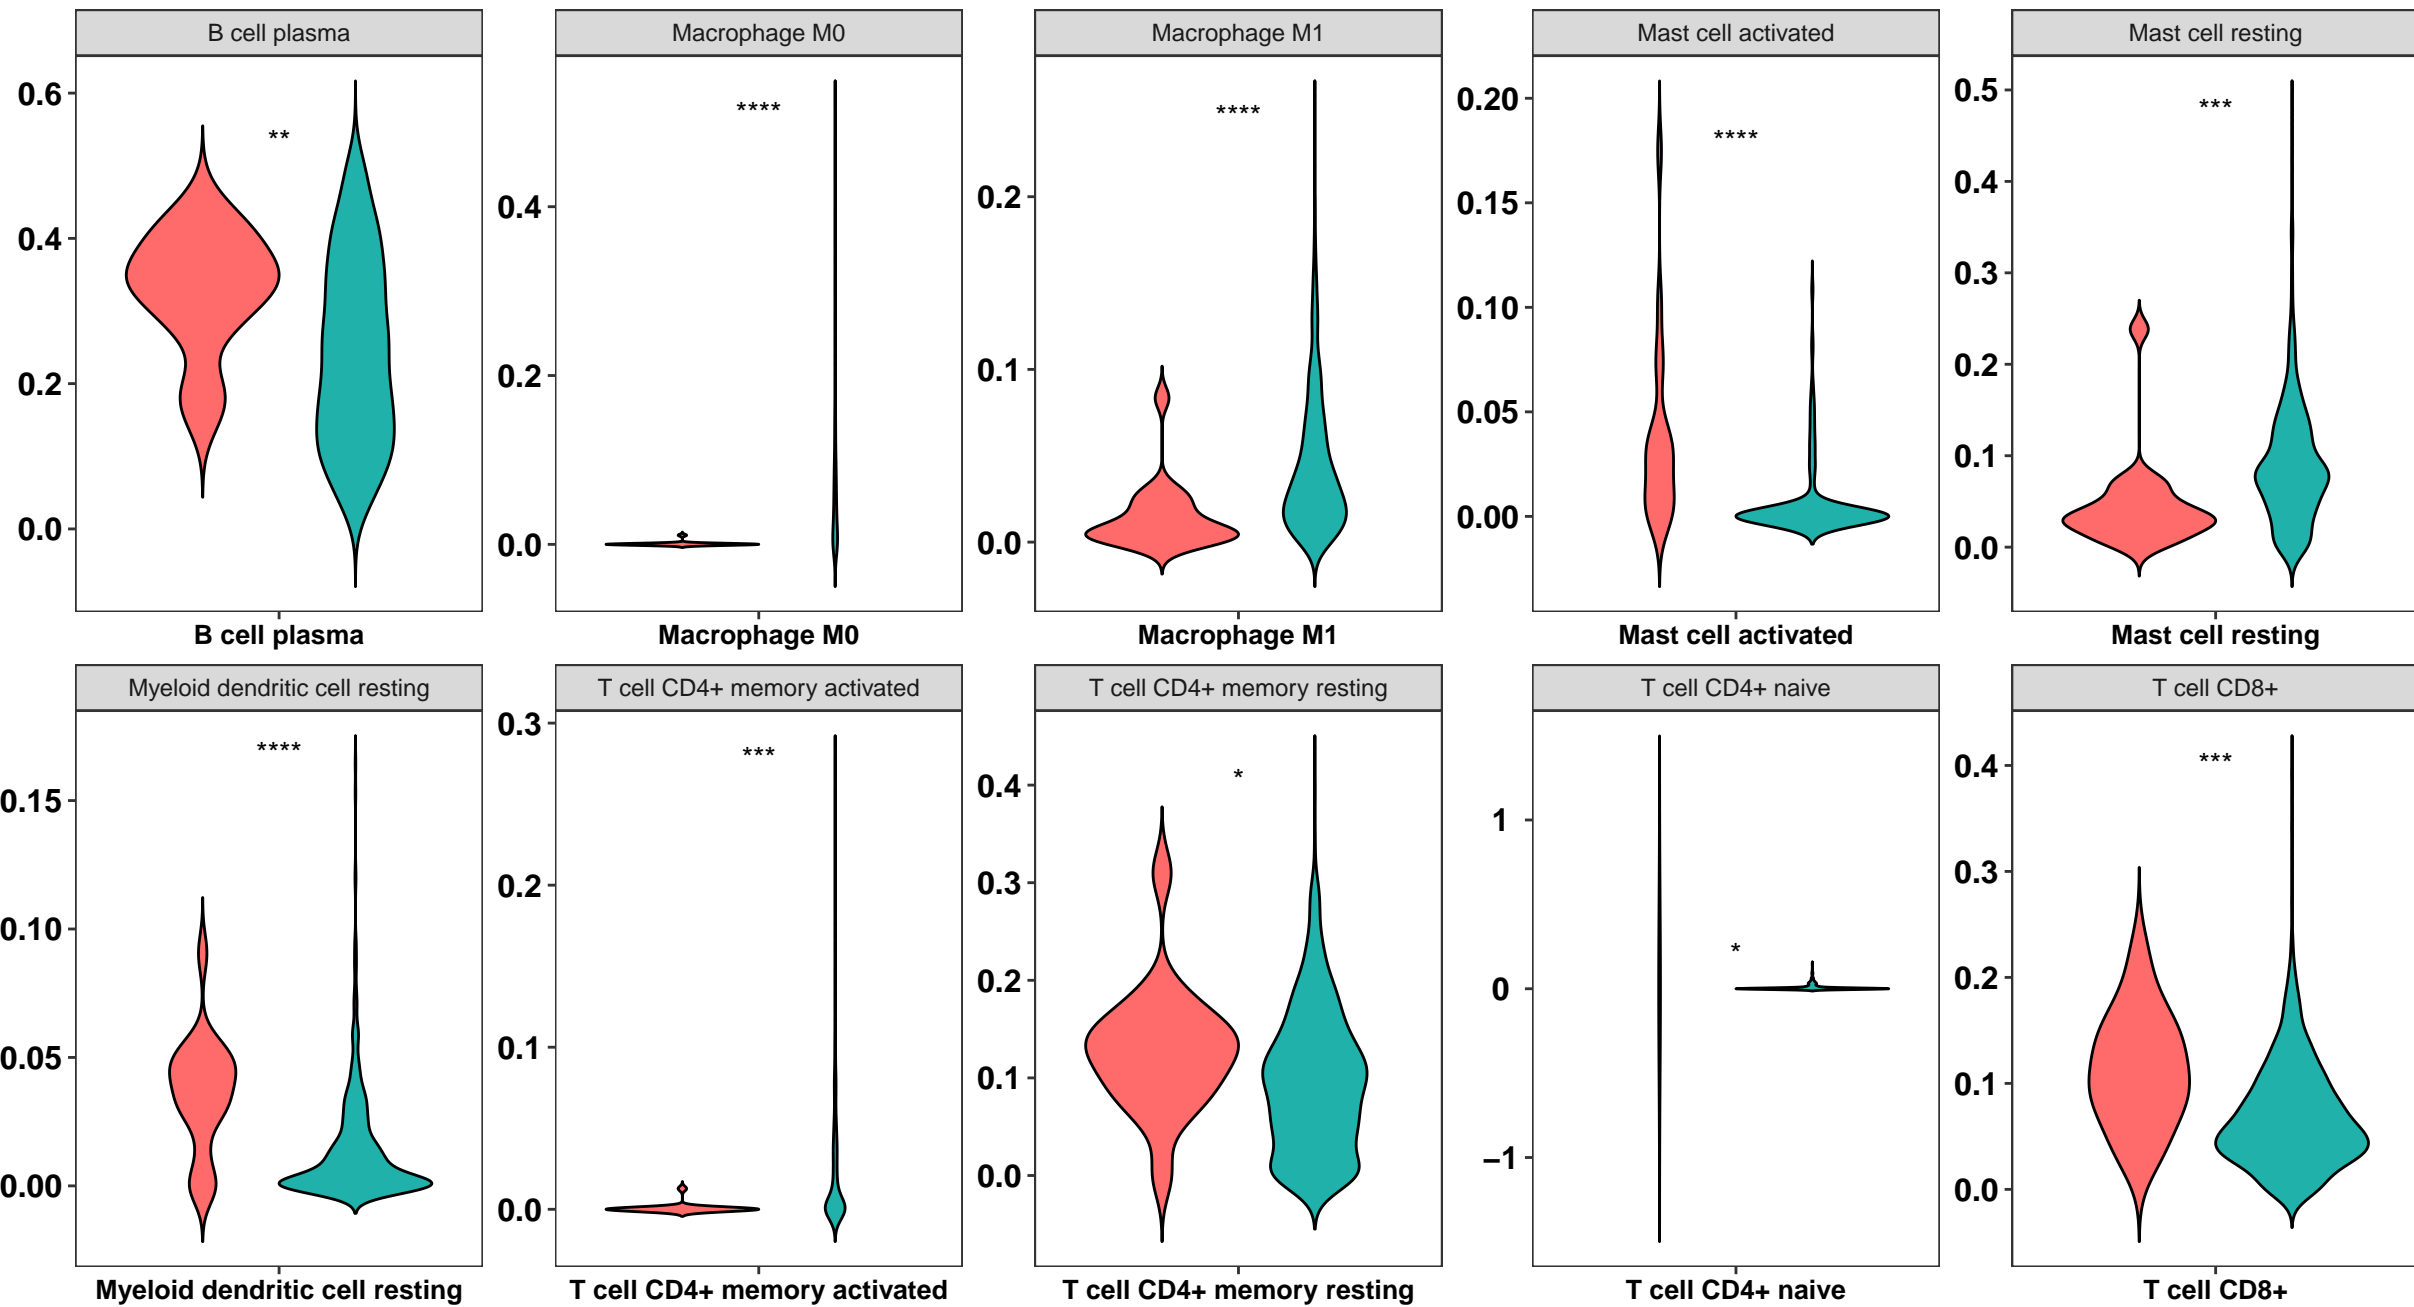 B cell plasma
Macrophage M0
Macrophage M1
Mast cell activated
Mast cell resting
0.6
0.4
0.2
0.0
**
0.4
0.2
0.0
****
0.2
0.1
0.0
****
0.20
0.15
0.10
0.05
0.00
****
0.5
0.4
0.3
0.2
0.1
0.0
***
B cell plasma
Macrophage M0
Macrophage M1
Mast cell activated
Mast cell resting
Myeloid dendritic cell resting
T cell CD4+ memory activated
T cell CD4+ memory resting
T cell CD4+ naive
T cell CD8+
0.15
0.10
0.05
0.00
****
0.3
0.2
0.1
0.0
***
0.4
0.3
0.2
0.1
0.0
*
1
0
−1
*
0.4
0.3
0.2
0.1
0.0
***
Myeloid dendritic cell resting
T cell CD4+ memory activated
T cell CD4+ memory resting
T cell CD4+ naive
T cell CD8+